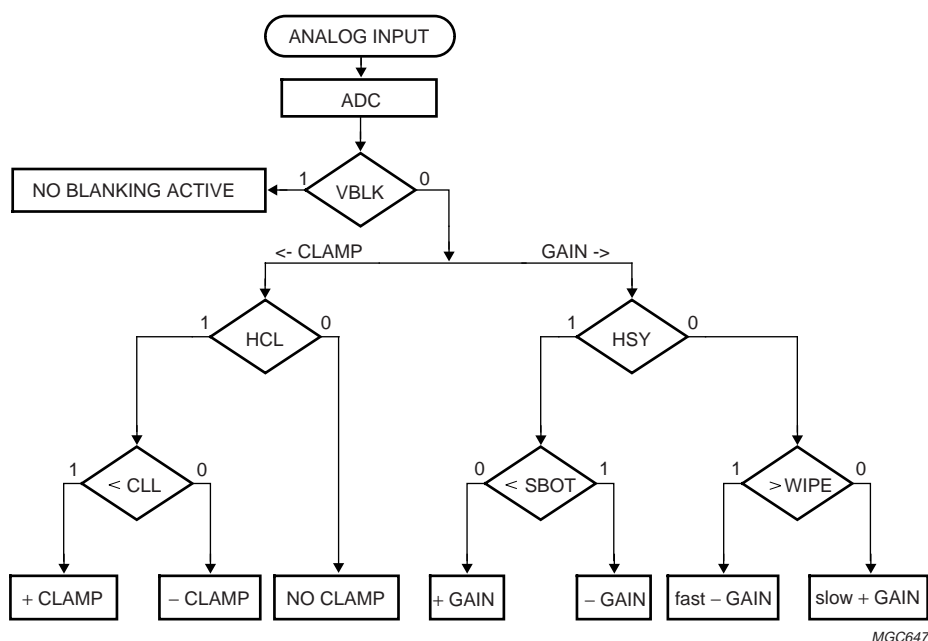 ANALOG INPUT
ADC
NO BLANKING ACTIVE
1
VBLK
0
<- CLAMP
GAIN ->
1
HCL
0
1
HSY
0
1
< CLL
0
0
< SBOT
1
1
> WIPE
0
+ CLAMP
− CLAMP
NO CLAMP
+ GAIN
− GAIN
fast − GAIN
slow + GAIN
MGC647